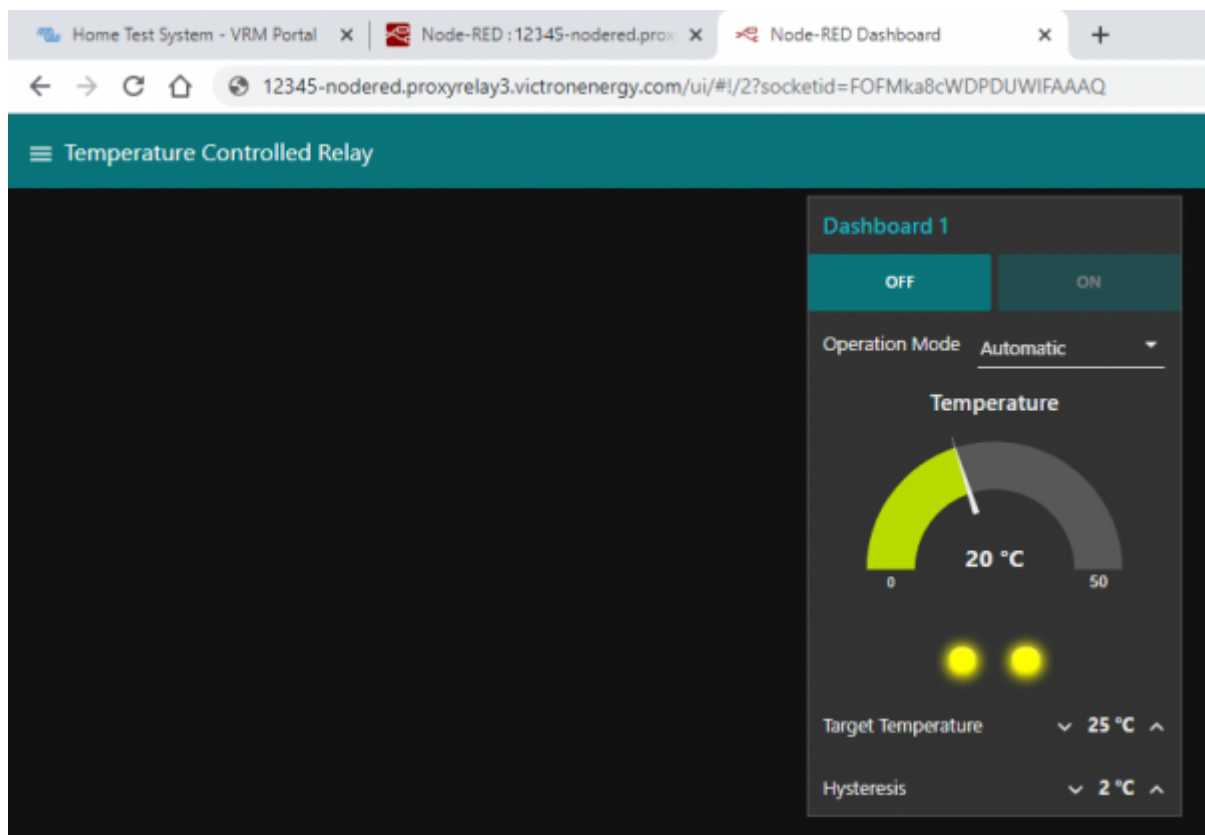 Home Test System - VRM Portal
Node-RED : 12345-nodered.prox
Node-RED Dashboard
12345-nodered.proxyrelay3.victronenergy.com/ui/#!/2?socketid=FOFMka8cWDPDUWIFAAAQ
Temperature Controlled Relay
Dashboard 1
OFF ON
Operation Mode Automatic
Temperature
20 °C
0 50
Target Temperature 25 °C
Hysteresis 2 °C